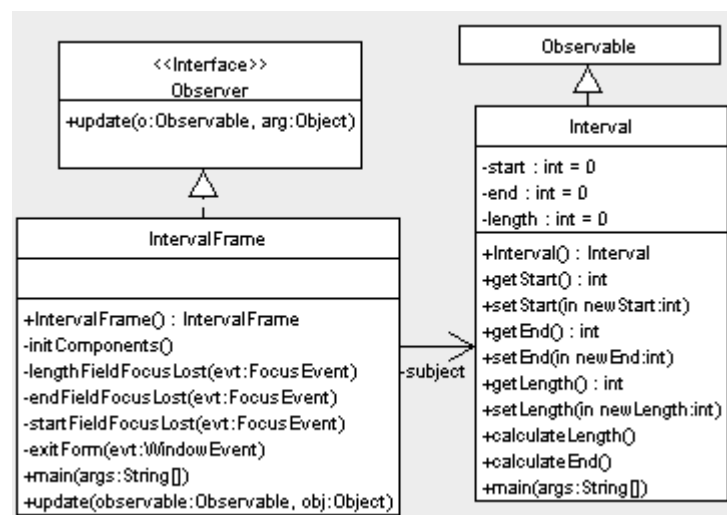 <<Interface>>
Observer
+update(o:Observable, arg:Object)
IntervalFrame
+IntervalFrame() : IntervalFrame
-initComponents()
-lengthFieldFocusLost(evt:FocusEvent)
-endFieldFocusLost(evt:FocusEvent)
-startFieldFocusLost(evt:FocusEvent)
-exitForm(evt:WindowEvent)
+main(args:String[])
+update(observable:Observable, obj:Object)
-subject
Observable
Interval
-start : int = 0
-end : int = 0
-length : int = 0
+Interval() : Interval
+getStart() : int
+setStart(in newStart:int)
+getEnd() : int
+setEnd(in newEnd:int)
+getLength() : int
+setLength(in newLength:int)
+calculateLength()
+calculateEnd()
+main(args:String[])